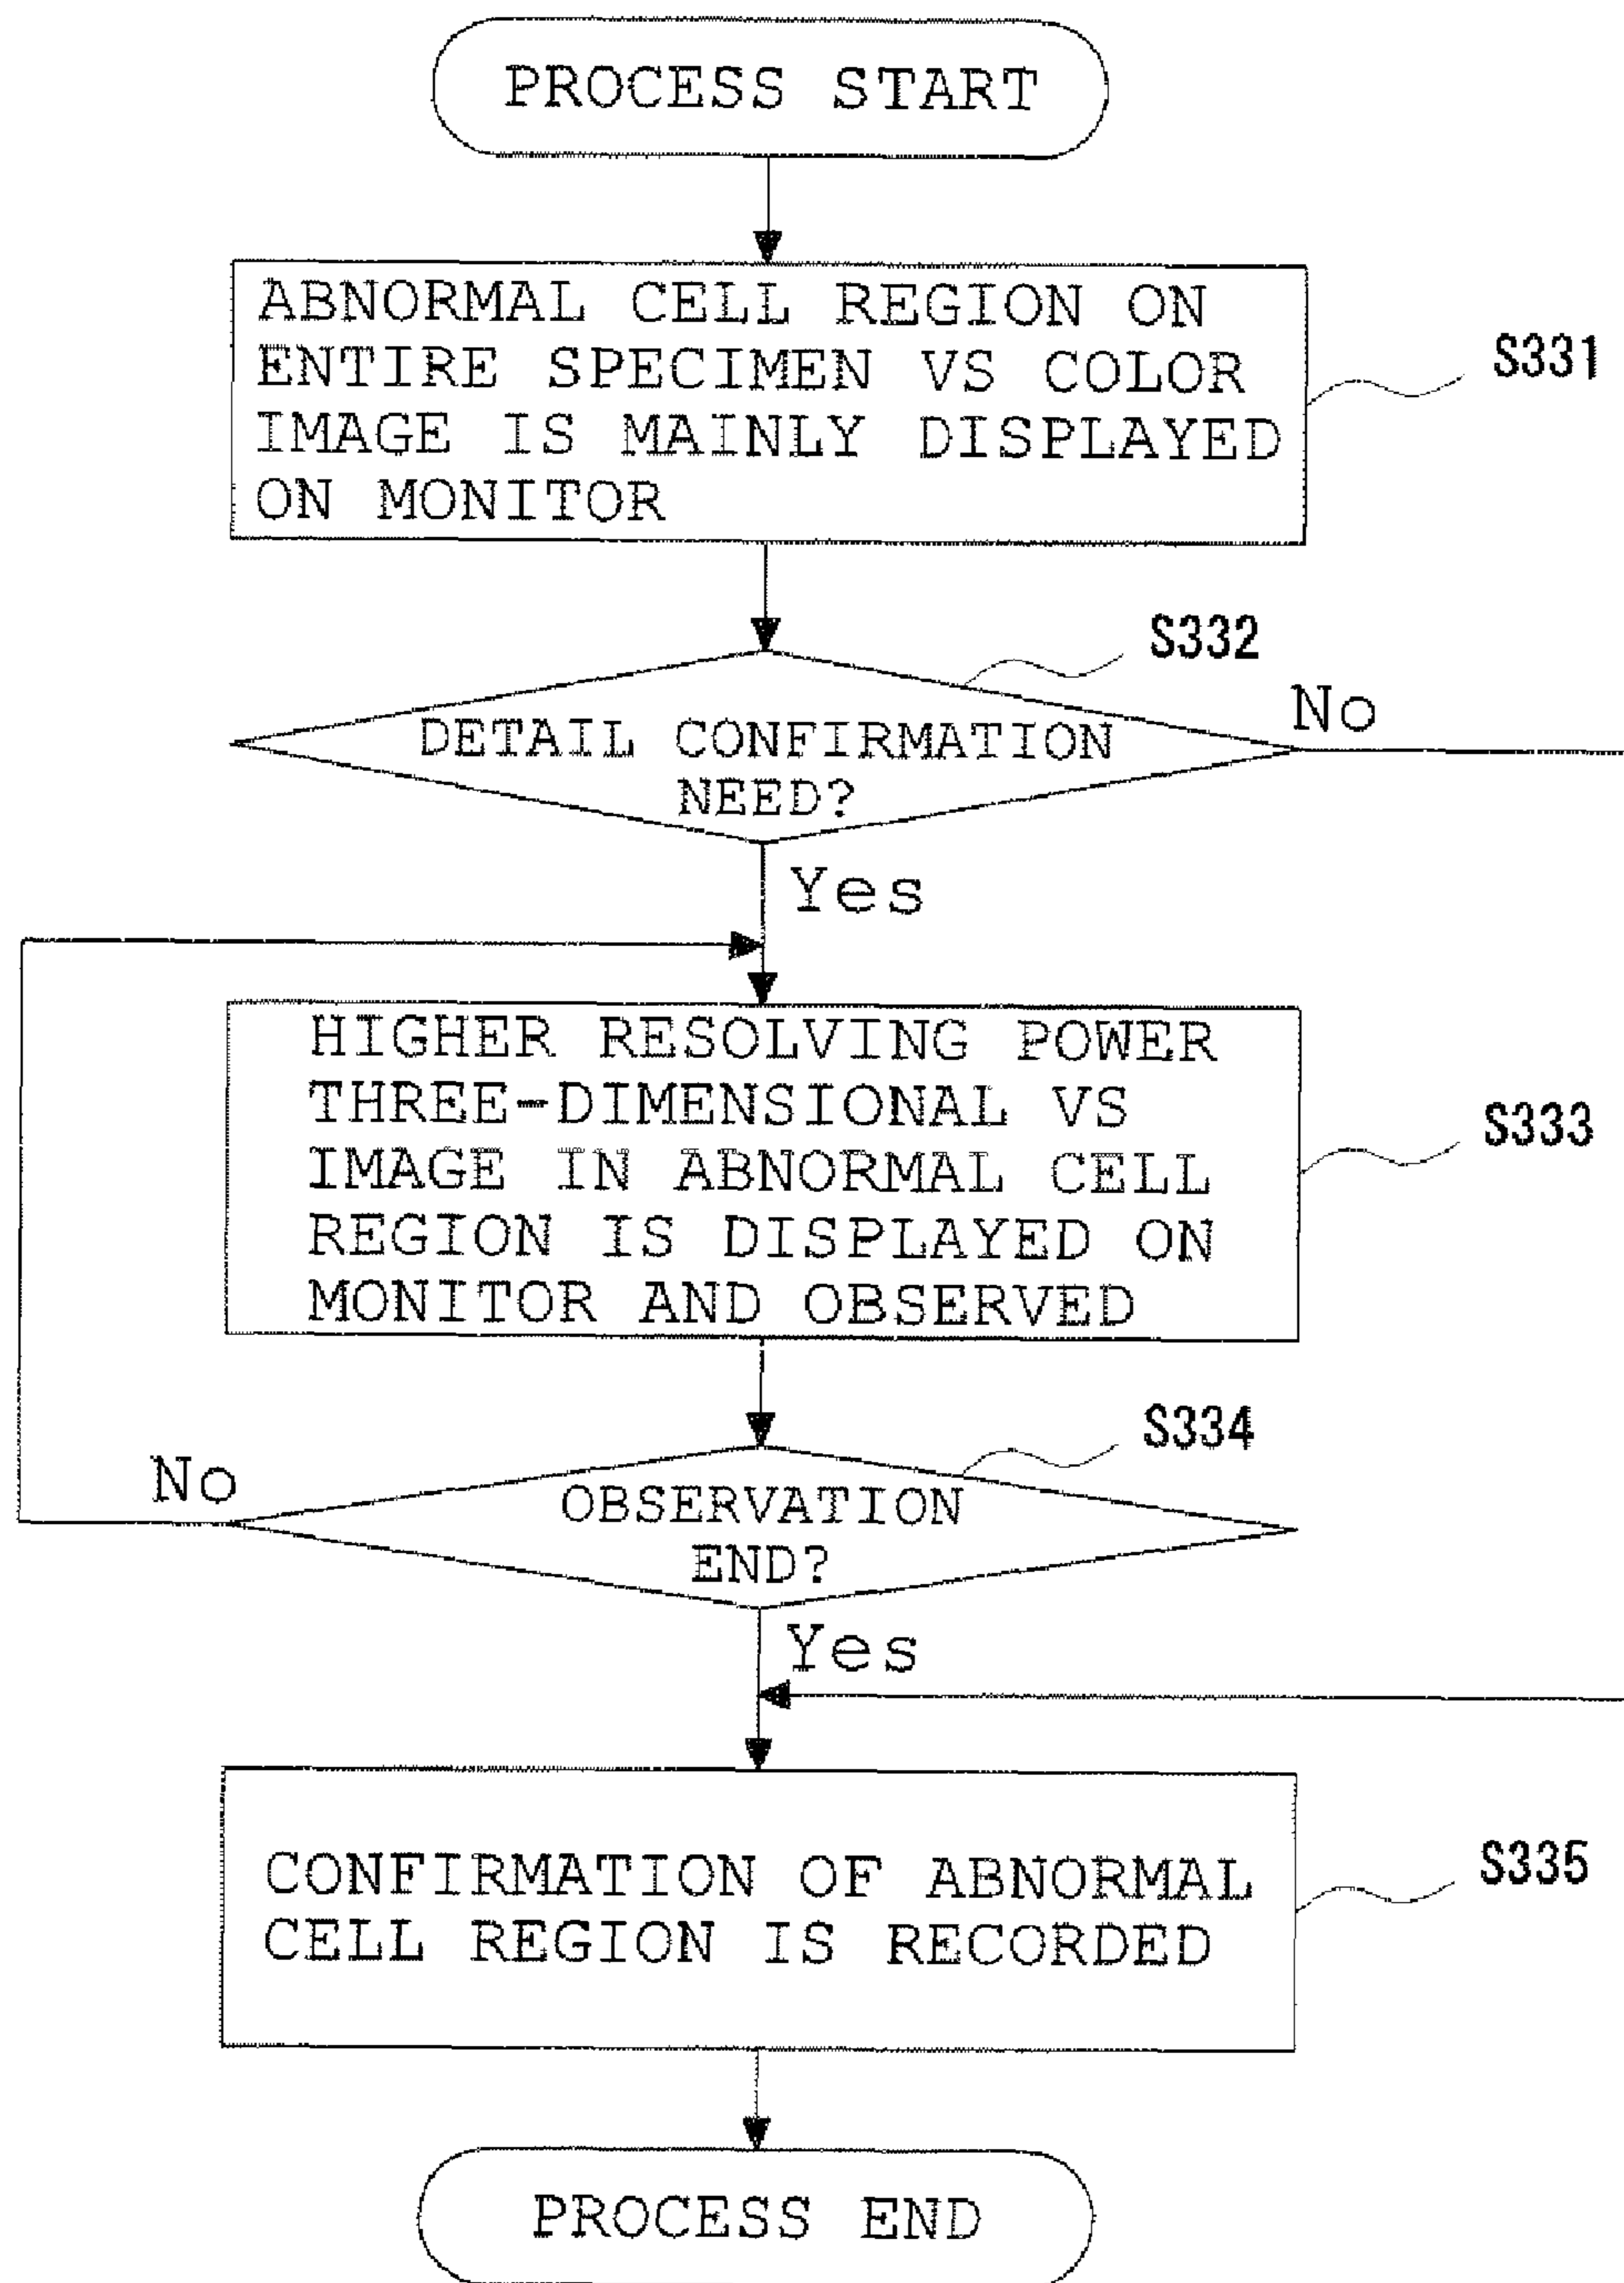 PROCESS START
ABNORMAL CELL REGION ON
ENTIRE SPECIMEN VS COLOR
IMAGE IS MAINLY DISPLAYED
ON MONITOR
S331
S332
DETAIL CONFIRMATION
NEED?
No
Yes
HIGHER RESOLVING POWER
THREE-DIMENSIONAL VS
IMAGE IN ABNORMAL CELL
REGION IS DISPLAYED ON
MONITOR AND OBSERVED
S333
S334
No
OBSERVATION
END?
Yes
CONFIRMATION OF ABNORMAL
CELL REGION IS RECORDED
S335
PROCESS END